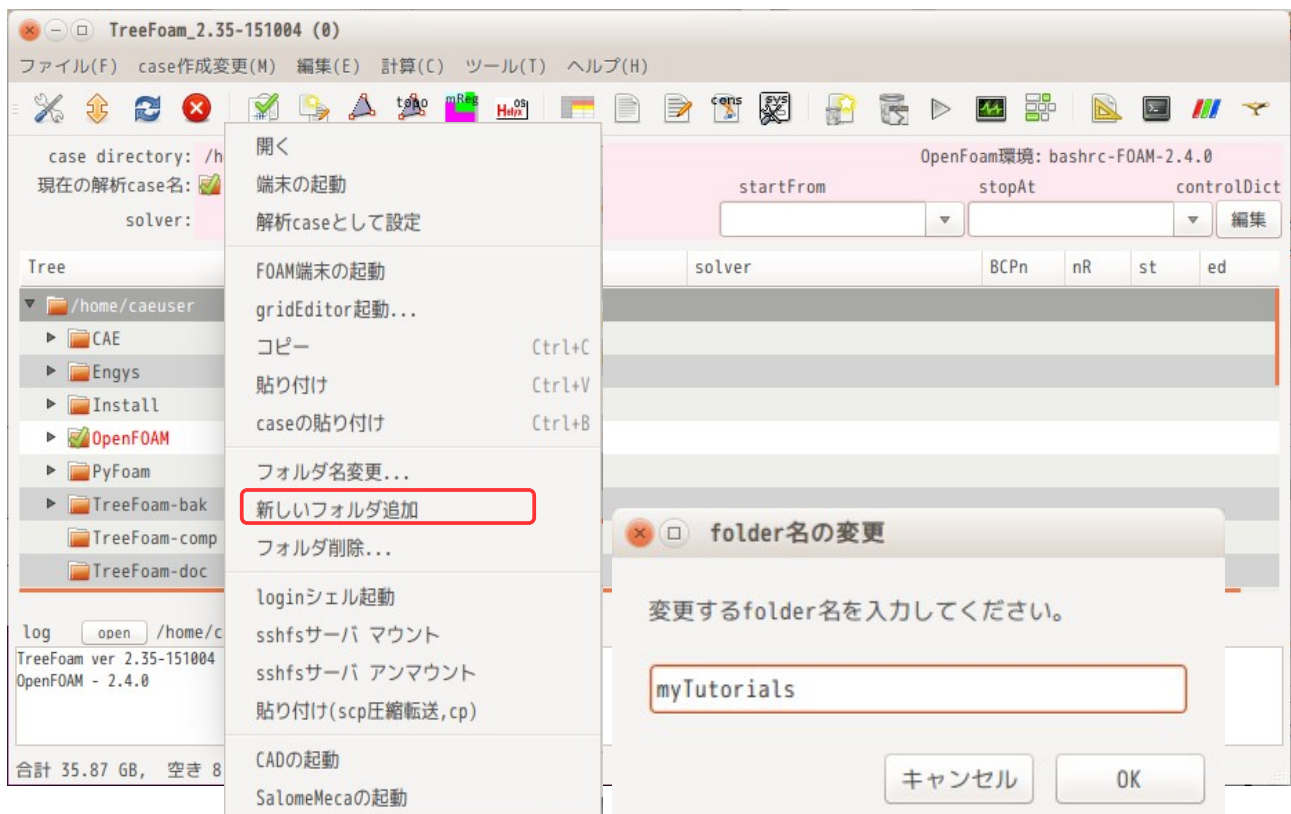 TreeFoam_2.35-151004 (0)
ファイル(F) case作成変更(M) 編集(E) 計算(C) ツール(T) ヘルプ(H)
topo mReg Helyx OS cons sys
case directory: /h
OpenFoam環境: bashrc-FOAM-2.4.0
現在の解析case名:
startFrom stopAt controlDict
solver:
編集
Tree solver BCPn nR st ed
/home/caeuser
CAE
Engys
Install
OpenFOAM
PyFoam
TreeFoam-bak
TreeFoam-comp
TreeFoam-doc
log open /home/c
TreeFoam ver 2.35-151004
OpenFOAM - 2.4.0
合計 35.87 GB, 空き 8
開く
端末の起動
解析caseとして設定
FOAM端末の起動
gridEditor起動...
コピー Ctrl+C
貼り付け Ctrl+V
caseの貼り付け Ctrl+B
フォルダ名変更...
新しいフォルダ追加
フォルダ削除...
loginシェル起動
sshfsサーバ マウント
sshfsサーバ アンマウント
貼り付け(scp圧縮転送,cp)
CADの起動
SalomeMecaの起動
folder名の変更
変更するfolder名を入力してください。
myTutorials
キャンセル OK